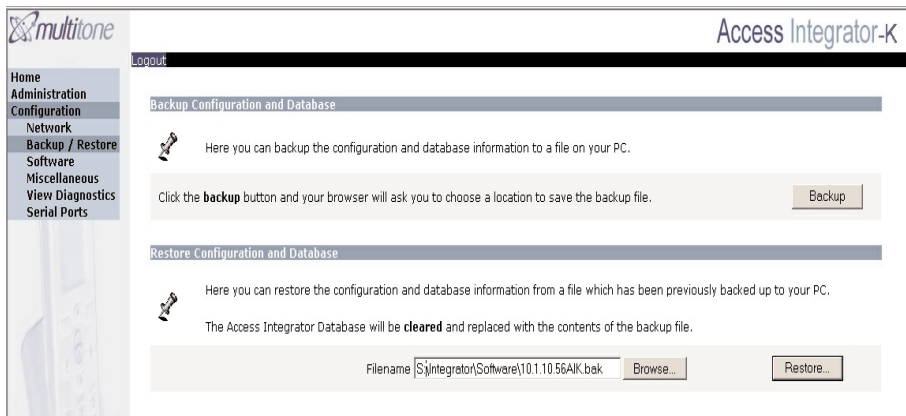 multitone
Access Integrator-K
Logout
Home
Administration
Configuration
Network
Backup / Restore
Software
Miscellaneous
View Diagnostics
Serial Ports
Backup Configuration and Database
Here you can backup the configuration and database information to a file on your PC.
Click the backup button and your browser will ask you to choose a location to save the backup file.
Backup
Restore Configuration and Database
Here you can restore the configuration and database information from a file which has been previously backed up to your PC.
The Access Integrator Database will be cleared and replaced with the contents of the backup file.
Filename S:\Integrator\Software\10.1.10.56AIK.bak Browse... Restore...